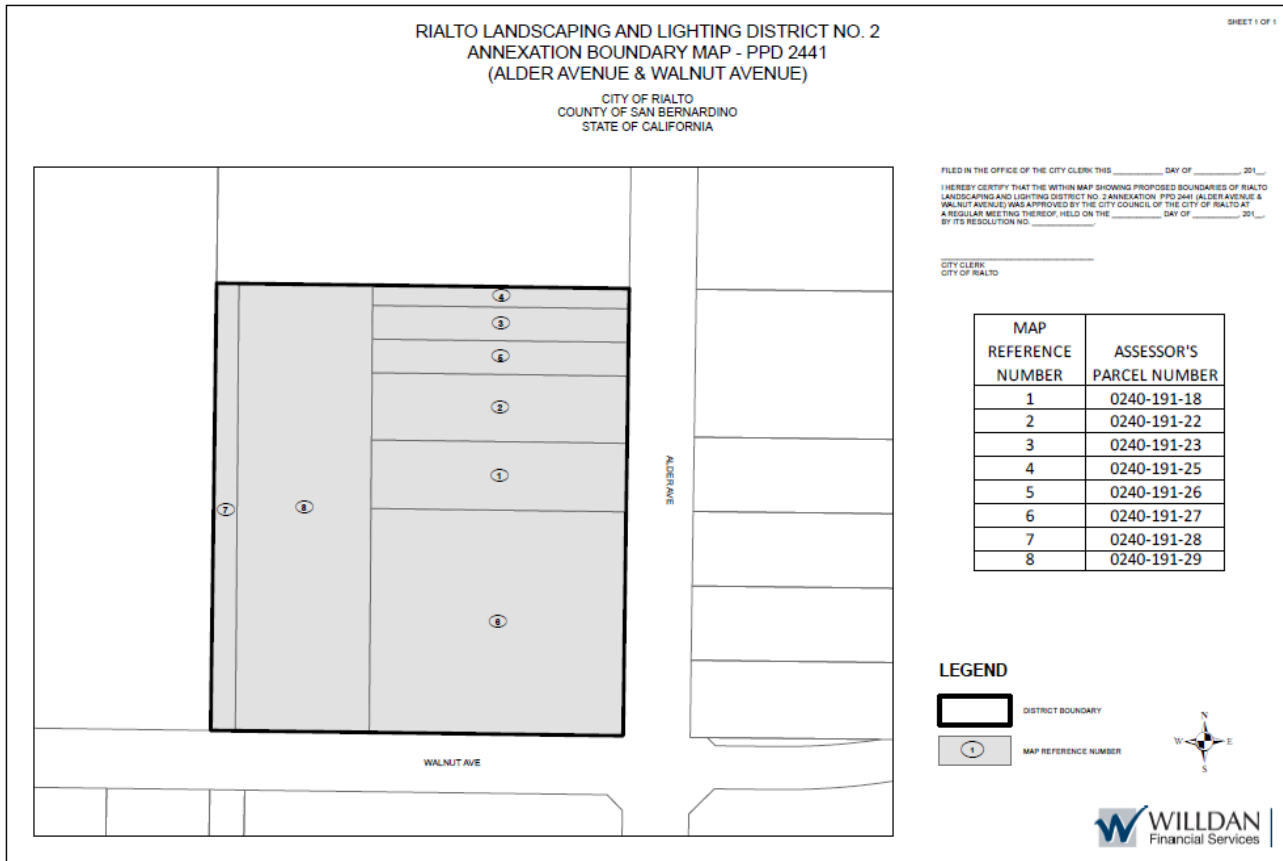 SHEET 1 OF 1
RIALTO LANDSCAPING AND LIGHTING DISTRICT NO. 2
ANNEXATION BOUNDARY MAP - PPD 2441
(ALDER AVENUE & WALNUT AVENUE)
CITY OF RIALTO
COUNTY OF SAN BERNARDINO
STATE OF CALIFORNIA
FILED IN THE OFFICE OF THE CITY CLERK THIS ____________ DAY OF ___________, 201__.
I HEREBY CERTIFY THAT THE WITHIN MAP SHOWING PROPOSED BOUNDARIES OF RIALTO
LANDSCAPING AND LIGHTING DISTRICT NO. 2 ANNEXATION PPD 2441 (ALDER AVENUE &
WALNUT AVENUE) WAS APPROVED BY THE CITY COUNCIL OF THE CITY OF RIALTO AT
A REGULAR MEETING THEREOF, HELD ON THE ____________ DAY OF ___________, 201__,
BY ITS RESOLUTION NO. _______________.
CITY CLERK
CITY OF RIALTO
4
3
5
2
1
7
8
6
ALDER AVE
WALNUT AVE
MAP REFERENCE NUMBER ASSESSOR'S PARCEL NUMBER
1 0240-191-18
2 0240-191-22
3 0240-191-23
4 0240-191-25
5 0240-191-26
6 0240-191-27
7 0240-191-28
8 0240-191-29
LEGEND
DISTRICT BOUNDARY
1 MAP REFERENCE NUMBER
N
W E
S
WILLDAN
Financial Services